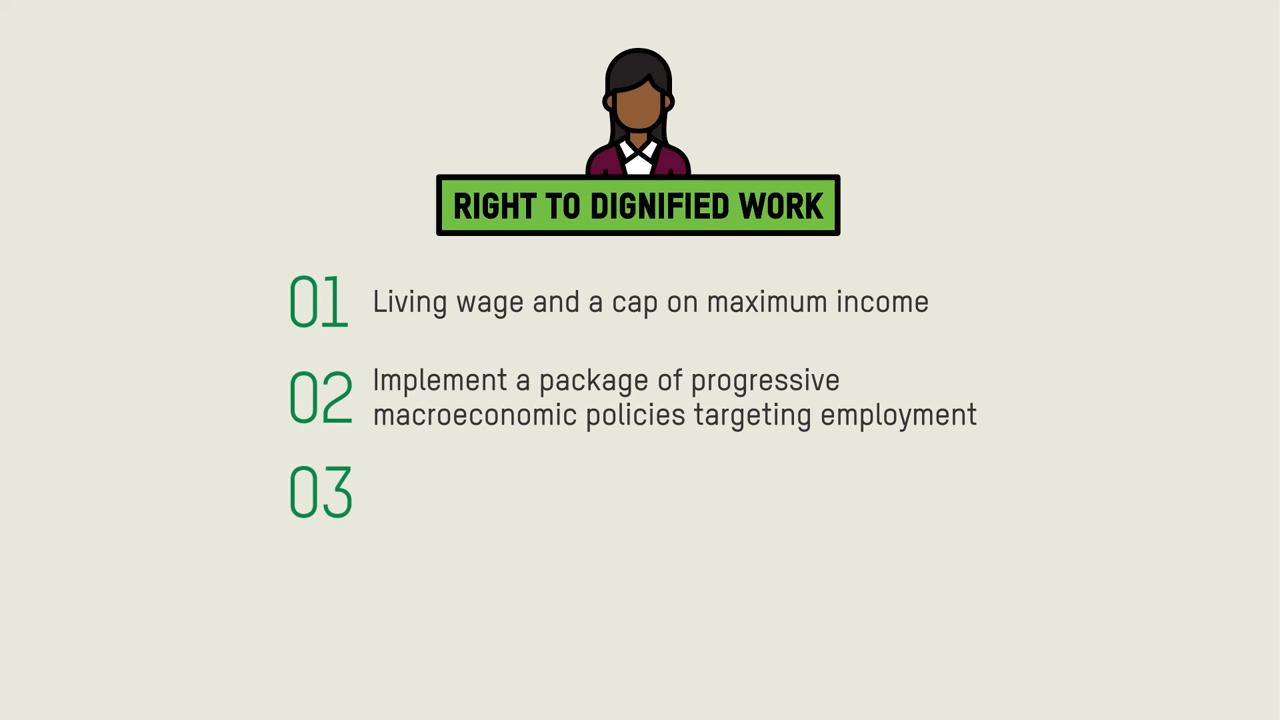 RIGHT TO DIGNIFIED WORK
01 Living wage and a cap on maximum income
02 Implement a package of progressive
macroeconomic policies targeting employment
03